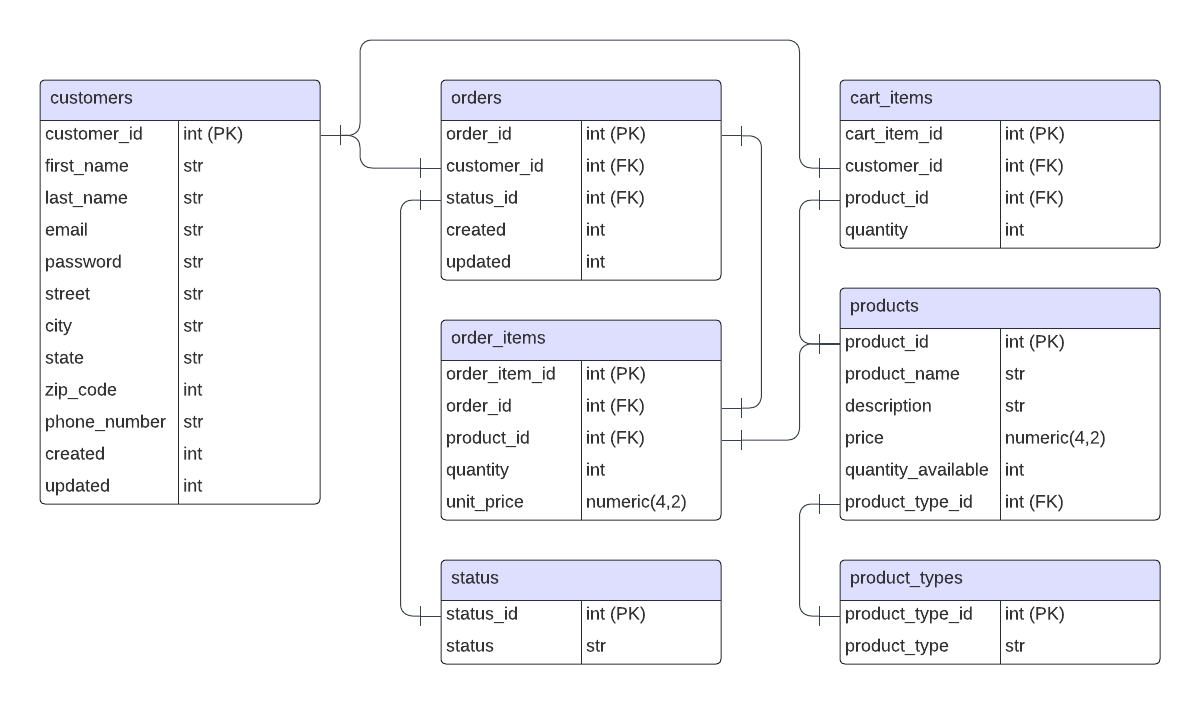 customers
customer_id int (PK)
first_name str
last_name str
email str
password str
street str
city str
state str
zip_code int
phone_number str
created int
updated int
orders
order_id int (PK)
customer_id int (FK)
status_id int (FK)
created int
updated int
order_items
order_item_id int (PK)
order_id int (FK)
product_id int (FK)
quantity int
unit_price numeric(4,2)
status
status_id int (PK)
status str
cart_items
cart_item_id int (PK)
customer_id int (FK)
product_id int (FK)
quantity int
products
product_id int (PK)
product_name str
description str
price numeric(4,2)
quantity_available int
product_type_id int (FK)
product_types
product_type_id int (PK)
product_type str